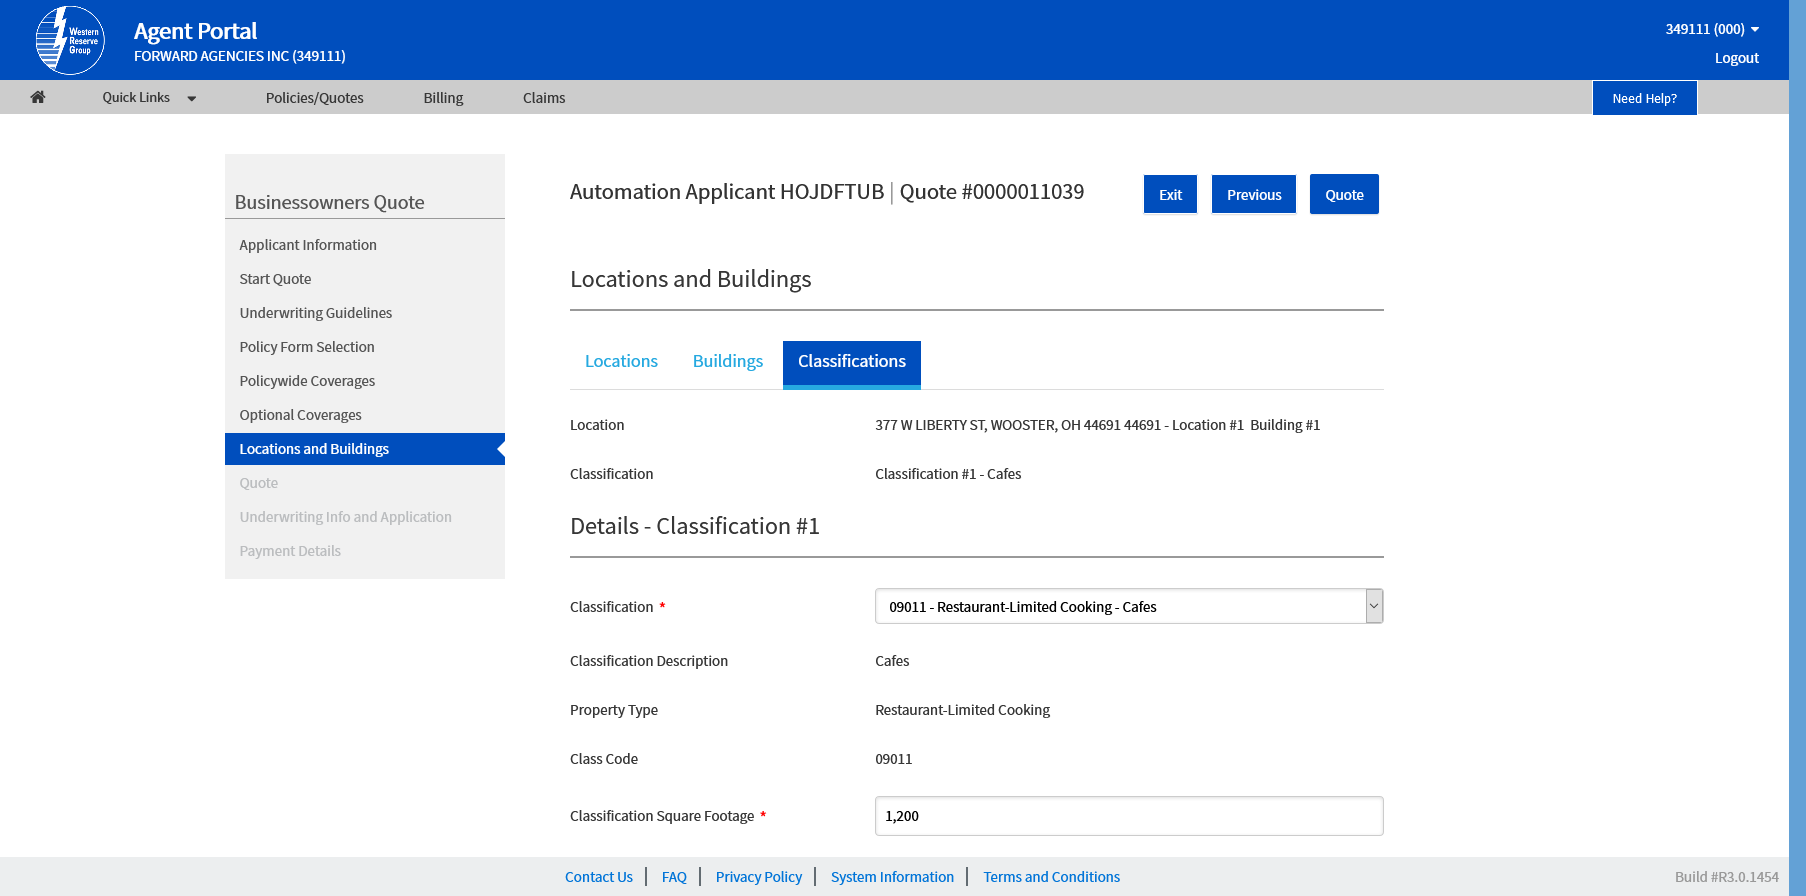 Western
Reserve
Group
Agent Portal
FORWARD AGENCIES INC (349111)
349111 (000)
Logout
Quick Links
Policies/Quotes
Billing
Claims
Need Help?
Businessowners Quote
Applicant Information
Start Quote
Underwriting Guidelines
Policy Form Selection
Policywide Coverages
Optional Coverages
Locations and Buildings
Quote
Underwriting Info and Application
Payment Details
Automation Applicant HOJDFTUB | Quote #0000011039
Exit
Previous
Quote
Locations and Buildings
Locations
Buildings
Classifications
Location 377 W LIBERTY ST, WOOSTER, OH 44691 44691 - Location #1 Building #1
Classification Classification #1 - Cafes
Details - Classification #1
Classification * 09011 - Restaurant-Limited Cooking - Cafes
Classification Description Cafes
Property Type Restaurant-Limited Cooking
Class Code 09011
Classification Square Footage * 1,200
Contact Us | FAQ | Privacy Policy | System Information | Terms and Conditions
Build #R3.0.1454